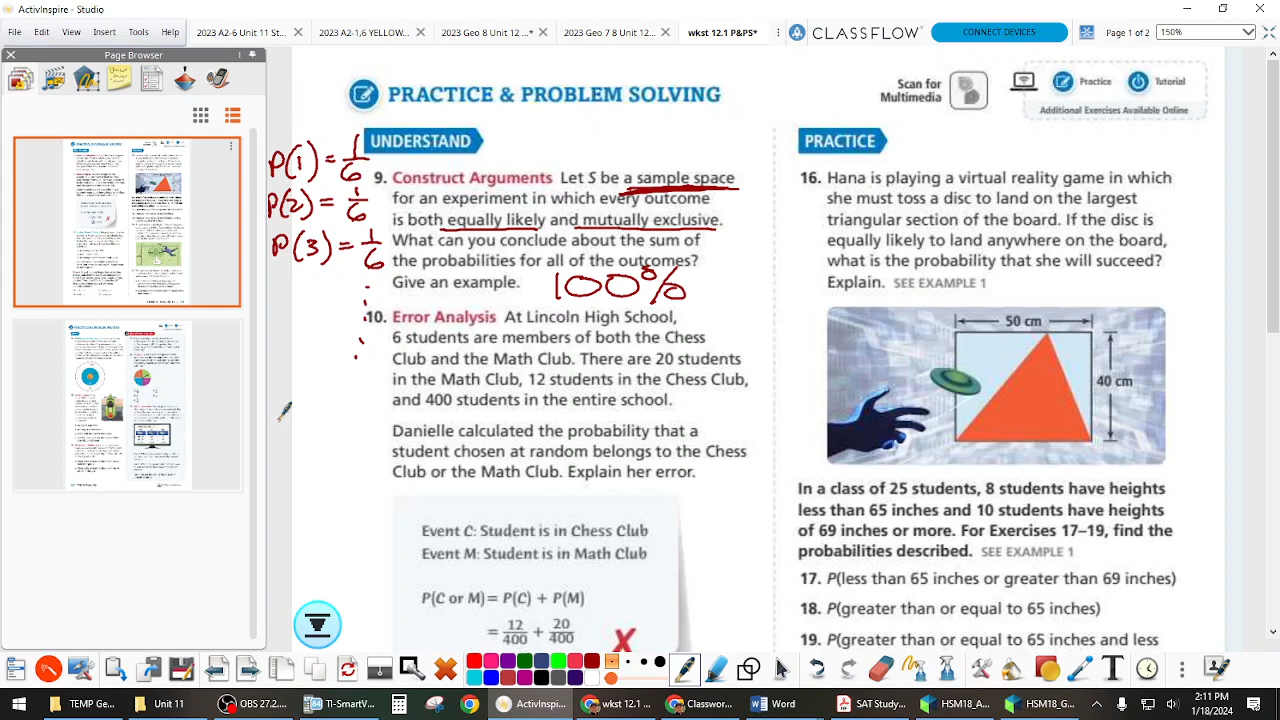 ActivInspire - Studio
File Edit View Insert Tools Help
2023 A2-6 Unit 11 St...
2023 Geo 8 Unit 12 ...*
2023 Geo 7 8 Unit 12...
wkst 12.1 P&PS*
CLASSFLOW
CONNECT DEVICES
Page 1 of 2
150%
Page Browser
PRACTICE & PROBLEM SOLVING
Scan for
Multimedia
Practice
Tutorial
Additional Exercises Available Online
P(1) = 1/6
P(2) = 1/6
P(3) = 1/6
UNDERSTAND
9. Construct Arguments Let S be a sample space
for an experiment in which every outcome
is both equally likely and mutually exclusive.
What can you conclude about the sum of
the probabilities for all of the outcomes?
Give an example.
100%
10. Error Analysis At Lincoln High School,
6 students are members of both the Chess
Club and the Math Club. There are 20 students
in the Math Club, 12 students in the Chess Club,
and 400 students in the entire school.
Danielle calculated the probability that a
student chosen at random belongs to the Chess
Club or the Math Club. Explain her error.
Event C: Student is in Chess Club
Event M: Student is in Math Club
P(C or M) = P(C) + P(M)
= 12/400 + 20/400
X
PRACTICE
16. Hana is playing a virtual reality game in which
she must toss a disc to land on the largest
triangular section of the board. If the disc is
equally likely to land anywhere on the board,
what is the probability that she will succeed?
Explain. SEE EXAMPLE 1
50 cm
40 cm
In a class of 25 students, 8 students have heights
less than 65 inches and 10 students have heights
of 69 inches or more. For Exercises 17–19, find the
probabilities described. SEE EXAMPLE 1
17. P(less than 65 inches or greater than 69 inches)
18. P(greater than or equal to 65 inches)
19. P(greater than or equal to 65 inches and less
TEMP Geo...
Unit 11
OBS 27.2...
TI-SmartV...
ActivInspi...
wkst 12.1 ...
Classwor...
Word
SAT Study...
HSM18_A...
HSM18_G...
2:11 PM
1/18/2024